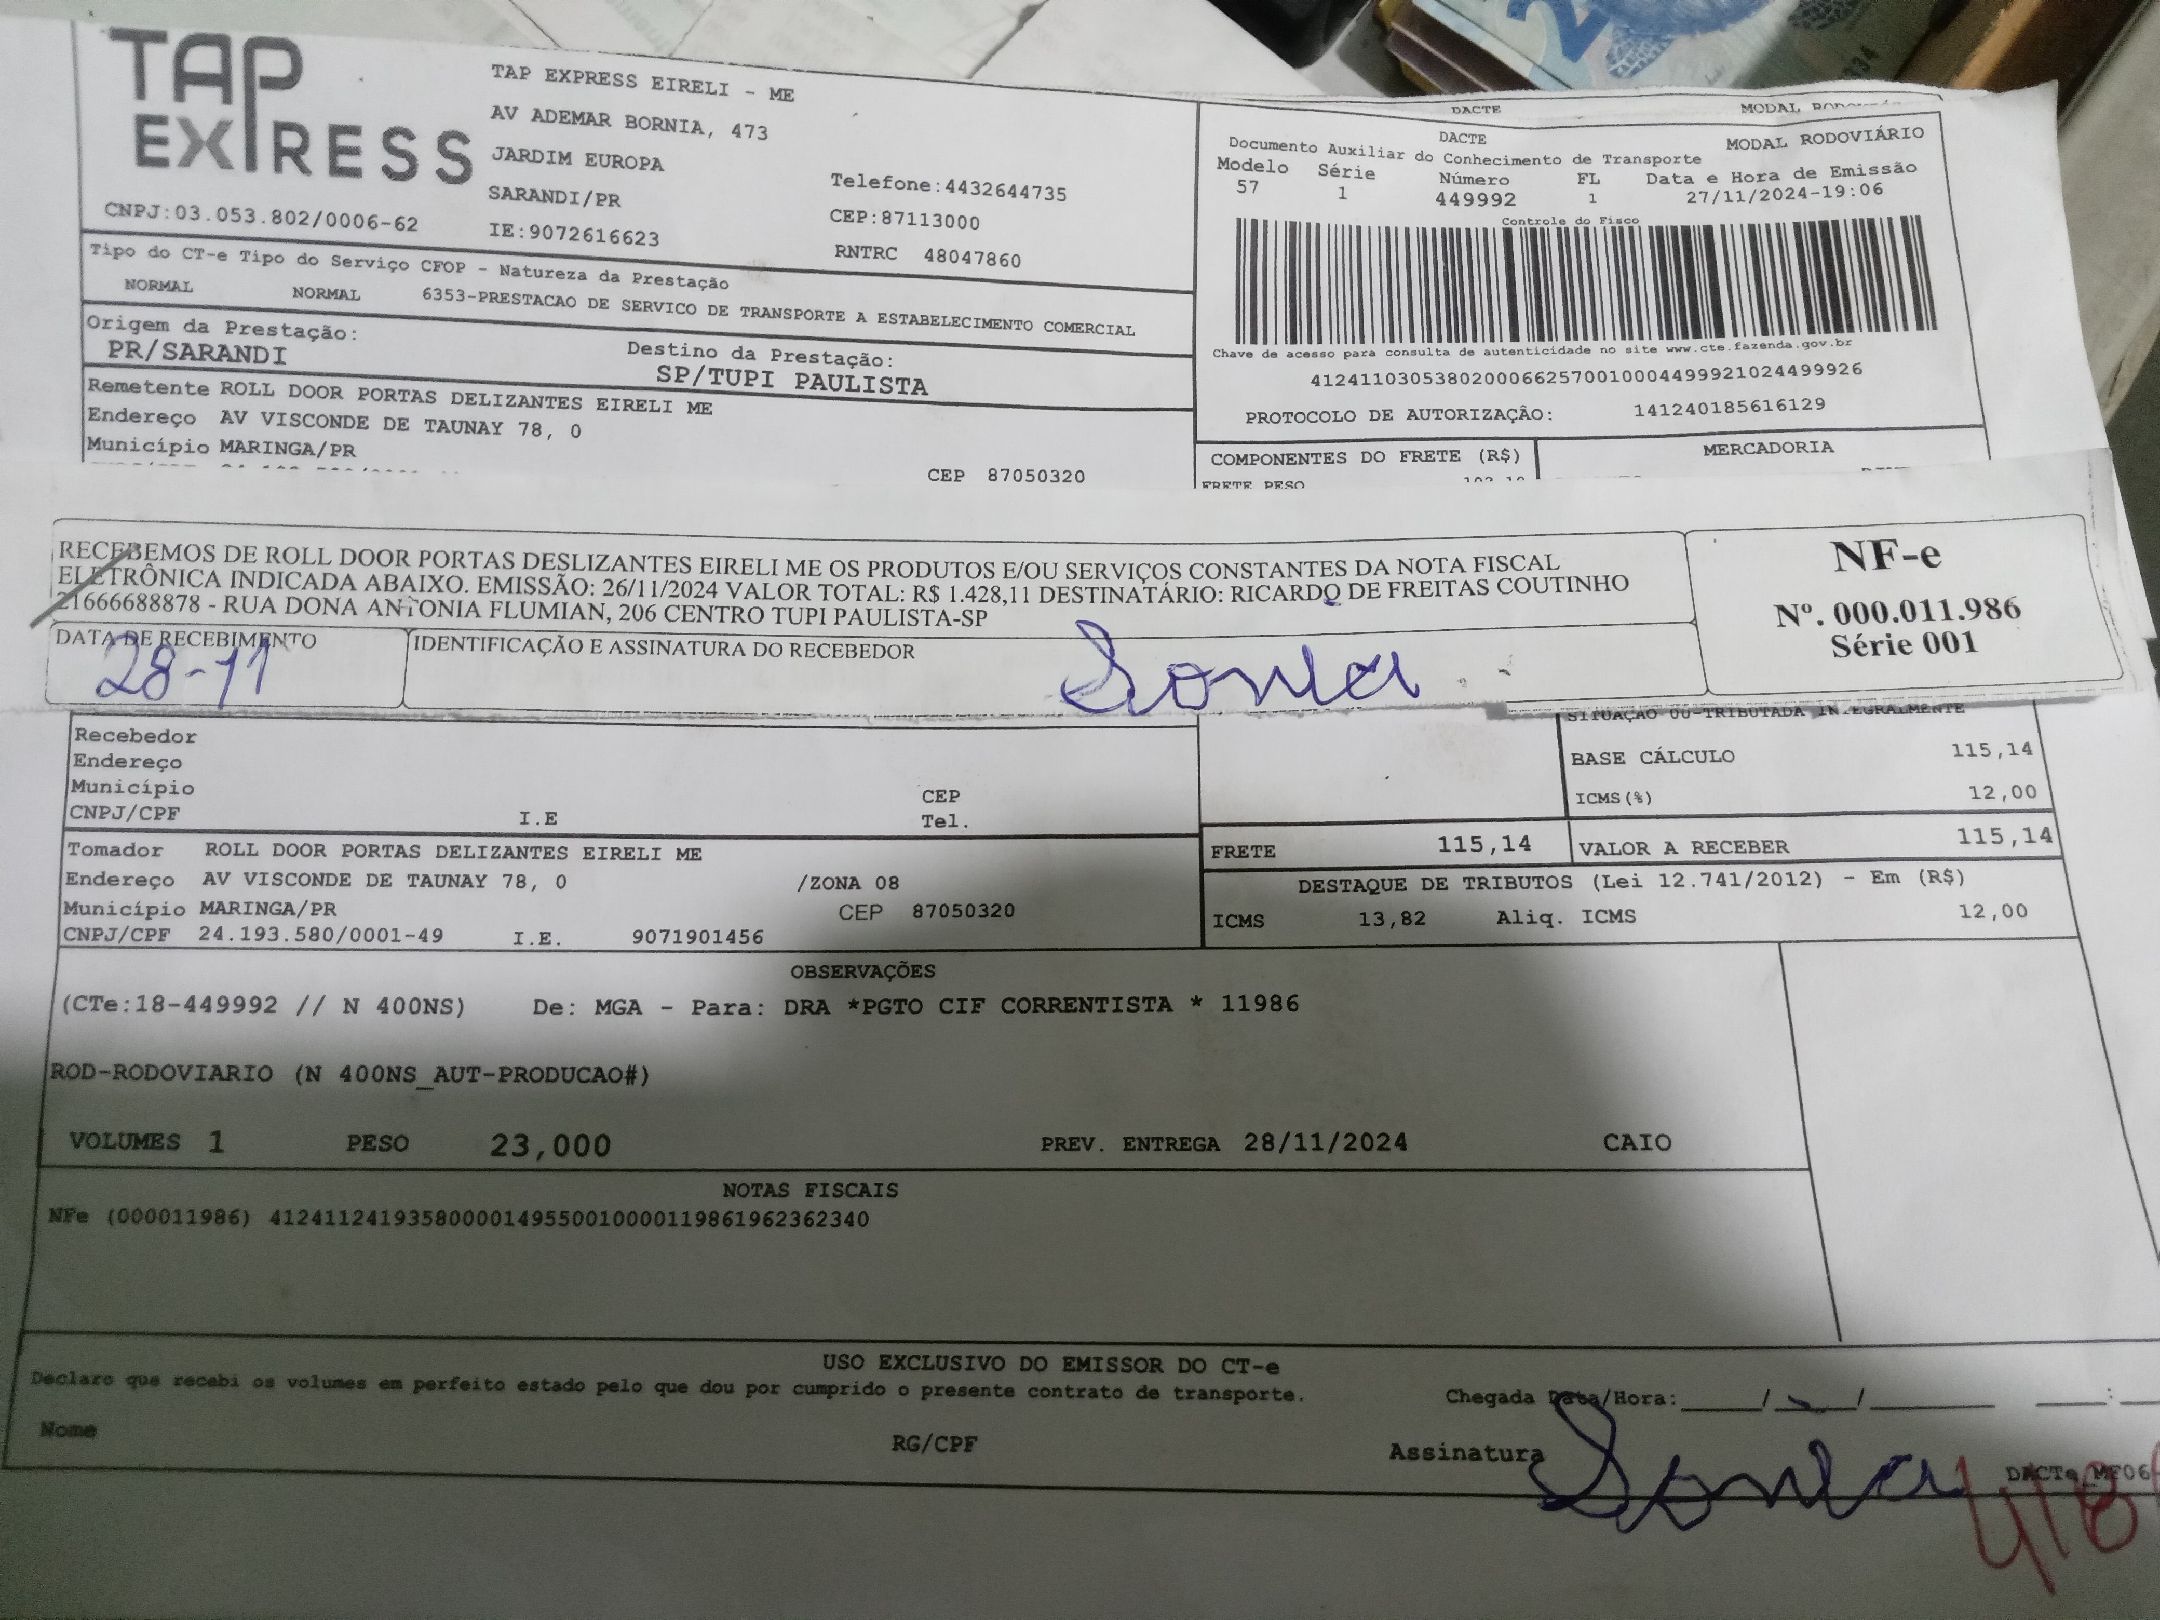 TAP EXPRESS
TAP EXPRESS EIRELI - ME
AV ADEMAR BORNIA, 473
JARDIM EUROPA
SARANDI/PR
Telefone:4432644735
CEP:87113000
CNPJ:03.053.802/0006-62
IE:9072616623
RNTRC 48047860
DACTE
MODAL
DACTE
MODAL RODOVIÁRIO
Documento Auxiliar do Conhecimento de Transporte
Modelo Série Número FL Data e Hora de Emissão
57 1 449992 1 27/11/2024-19:06
Controle do Fisco
Chave de acesso para consulta de autenticidade no site www.cte.fazenda.gov.br
41241103053802000662570010004499921024499926
PROTOCOLO DE AUTORIZAÇÃO: 141240185616129
Tipo do CT-e Tipo do Serviço CFOP - Natureza da Prestação
NORMAL NORMAL 6353-PRESTACAO DE SERVICO DE TRANSPORTE A ESTABELECIMENTO COMERCIAL
Origem da Prestação:
PR/SARANDI
Destino da Prestação:
SP/TUPI PAULISTA
Remetente ROLL DOOR PORTAS DELIZANTES EIRELI ME
Endereço AV VISCONDE DE TAUNAY 78, 0
Município MARINGA/PR
CEP 87050320
COMPONENTES DO FRETE (R$)
MERCADORIA
FRETE PESO
RECEBEMOS DE ROLL DOOR PORTAS DESLIZANTES EIRELI ME OS PRODUTOS E/OU SERVIÇOS CONSTANTES DA NOTA FISCAL
ELETRÔNICA INDICADA ABAIXO. EMISSÃO: 26/11/2024 VALOR TOTAL: R$ 1.428,11 DESTINATÁRIO: RICARDO DE FREITAS COUTINHO
21666688878 - RUA DONA ANTONIA FLUMIAN, 206 CENTRO TUPI PAULISTA-SP
DATA DE RECEBIMENTO
28-11
IDENTIFICAÇÃO E ASSINATURA DO RECEBEDOR
Sonia
NF-e
Nº. 000.011.986
Série 001
SITUAÇÃO 00-TRIBUTADA INTEGRALMENTE
BASE CÁLCULO 115,14
ICMS(%) 12,00
Recebedor
Endereço
Município
CEP
CNPJ/CPF I.E Tel.
FRETE 115,14
VALOR A RECEBER 115,14
Tomador ROLL DOOR PORTAS DELIZANTES EIRELI ME
Endereço AV VISCONDE DE TAUNAY 78, 0 /ZONA 08
Município MARINGA/PR CEP 87050320
CNPJ/CPF 24.193.580/0001-49 I.E. 9071901456
DESTAQUE DE TRIBUTOS (Lei 12.741/2012) - Em (R$)
ICMS 13,82 Aliq. ICMS 12,00
OBSERVAÇÕES
(CTe:18-449992 // N 400NS) De: MGA - Para: DRA *PGTO CIF CORRENTISTA * 11986
ROD-RODOVIARIO (N 400NS_AUT-PRODUCAO#)
VOLUMES 1 PESO 23,000 PREV. ENTREGA 28/11/2024 CAIO
NOTAS FISCAIS
NFe (000011986) 41241124193580000149550010000119861962362340
USO EXCLUSIVO DO EMISSOR DO CT-e
Declaro que recebi os volumes em perfeito estado pelo que dou por cumprido o presente contrato de transporte.
Chegada Data/Hora:____/____/______ ____:__
Nome RG/CPF Assinatura
Sonia